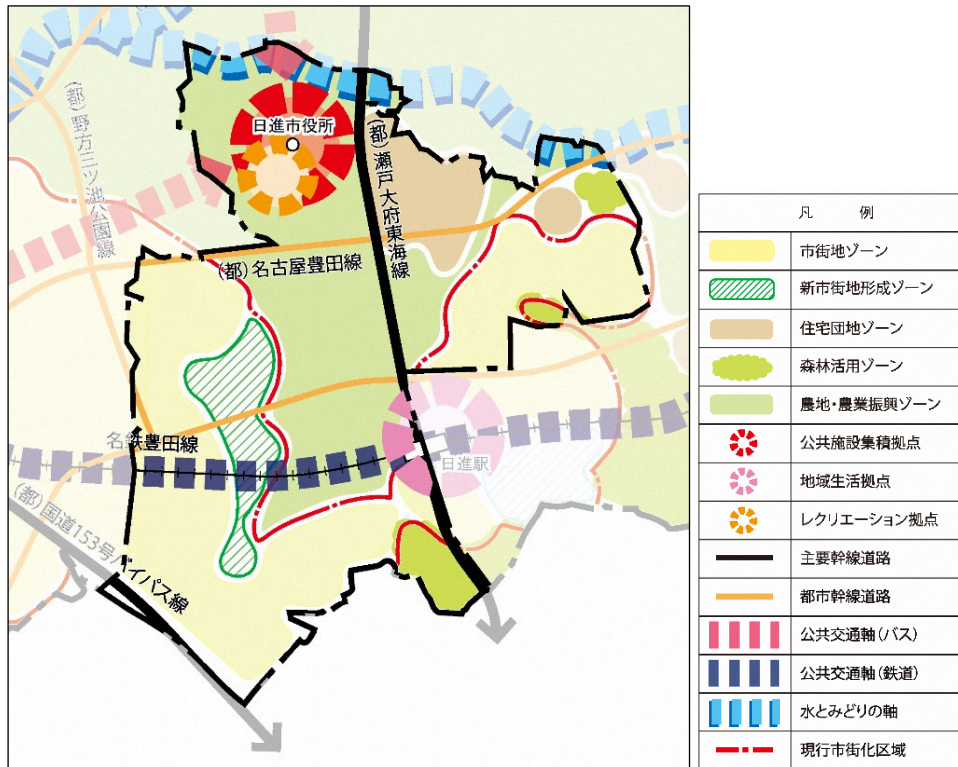 日進市役所
(都)野方三ツ池公園線
(都)瀬戸大府東海線
(都)名古屋豊田線
名鉄豊田線
日進駅
(都)国道153号バイパス線
凡 例
市街地ゾーン
新市街地形成ゾーン
住宅団地ゾーン
森林活用ゾーン
農地・農業振興ゾーン
公共施設集積拠点
地域生活拠点
レクリエーション拠点
主要幹線道路
都市幹線道路
公共交通軸(バス)
公共交通軸(鉄道)
水とみどりの軸
現行市街化区域